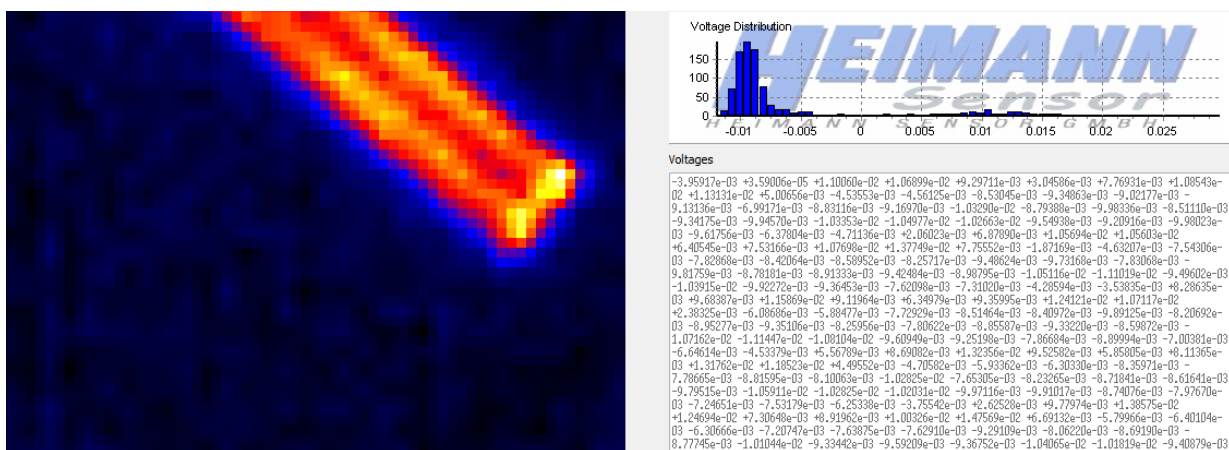 Voltage Distribution
HEIMANN
Sensor
HEIMANN SENSOR GMBH
150
100
50
0
-0.01 -0.005 0 0.005 0.01 0.015 0.02 0.025
Voltages
-3.95917e-03 +3.59006e-05 +1.10060e-02 +1.06899e-02 +9.29711e-03 +3.04586e-03 +7.76931e-03 +1.08543e-
02 +1.13131e-02 +5.00656e-03 -4.53553e-03 -4.56125e-03 -8.53045e-03 -9.34863e-03 -9.02177e-03 -
9.13136e-03 -6.99171e-03 -8.83116e-03 -9.16970e-03 -1.03290e-02 -8.79388e-03 -9.98336e-03 -8.51110e-03
-9.34175e-03 -9.94570e-03 -1.03353e-02 -1.04977e-02 -1.02663e-02 -9.54938e-03 -9.20916e-03 -9.98023e-
03 -9.61756e-03 -6.37804e-03 -4.71136e-03 +2.06023e-03 +6.87890e-03 +1.05694e-02 +1.05603e-02
+6.40545e-03 +7.53166e-03 +1.07698e-02 +1.37749e-02 +7.75552e-03 -1.87169e-03 -4.63207e-03 -7.54306e-
03 -7.82868e-03 -8.42064e-03 -8.58952e-03 -8.25717e-03 -9.48624e-03 -9.73168e-03 -7.83068e-03 -
9.81759e-03 -8.78181e-03 -8.91333e-03 -9.42484e-03 -8.98795e-03 -1.05116e-02 -1.11019e-02 -9.49602e-03
-1.03915e-02 -9.92272e-03 -9.36453e-03 -7.62098e-03 -7.31020e-03 -4.28594e-03 -3.53835e-03 +8.28635e-
03 +9.68387e-03 +1.15869e-02 +9.11964e-03 +6.34979e-03 +9.35995e-03 +1.24121e-02 +1.07117e-02
+2.38325e-03 -6.08686e-03 -5.88477e-03 -7.72929e-03 -8.51464e-03 -8.40972e-03 -9.89125e-03 -8.20692e-
03 -8.95277e-03 -9.35106e-03 -8.25956e-03 -7.80622e-03 -8.85587e-03 -9.33220e-03 -8.59872e-03 -
1.07162e-02 -1.11447e-02 -1.08104e-02 -9.60949e-03 -9.25198e-03 -7.86684e-03 -8.89994e-03 -7.00381e-03
-6.64614e-03 -4.53379e-03 +5.56789e-03 +8.69082e-03 +1.32356e-02 +9.52582e-03 +5.85805e-03 +8.11365e-
03 +1.31762e-02 +1.18523e-02 +4.49552e-03 -4.70582e-03 -5.93362e-03 -6.30330e-03 -8.35971e-03 -
7.78665e-03 -8.81595e-03 -8.10063e-03 -1.02825e-02 -7.65305e-03 -8.23265e-03 -8.71841e-03 -8.61641e-03
-9.79515e-03 -1.05911e-02 -1.02825e-02 -1.02031e-02 -9.97116e-03 -9.91017e-03 -8.74076e-03 -7.97670e-
03 -7.24651e-03 -7.53179e-03 -6.25338e-03 -3.75542e-03 +2.62528e-03 +9.77974e-03 +1.38575e-02
+1.24694e-02 +7.30648e-03 +8.91962e-03 +1.00326e-02 +1.47569e-02 +6.69132e-03 -5.79966e-03 -6.40104e-
03 -6.30666e-03 -7.20747e-03 -7.63875e-03 -7.62910e-03 -9.29109e-03 -8.06220e-03 -8.69190e-03 -
8.77745e-03 -1.01044e-02 -9.33442e-03 -9.59209e-03 -9.36752e-03 -1.04065e-02 -1.01819e-02 -9.40879e-03